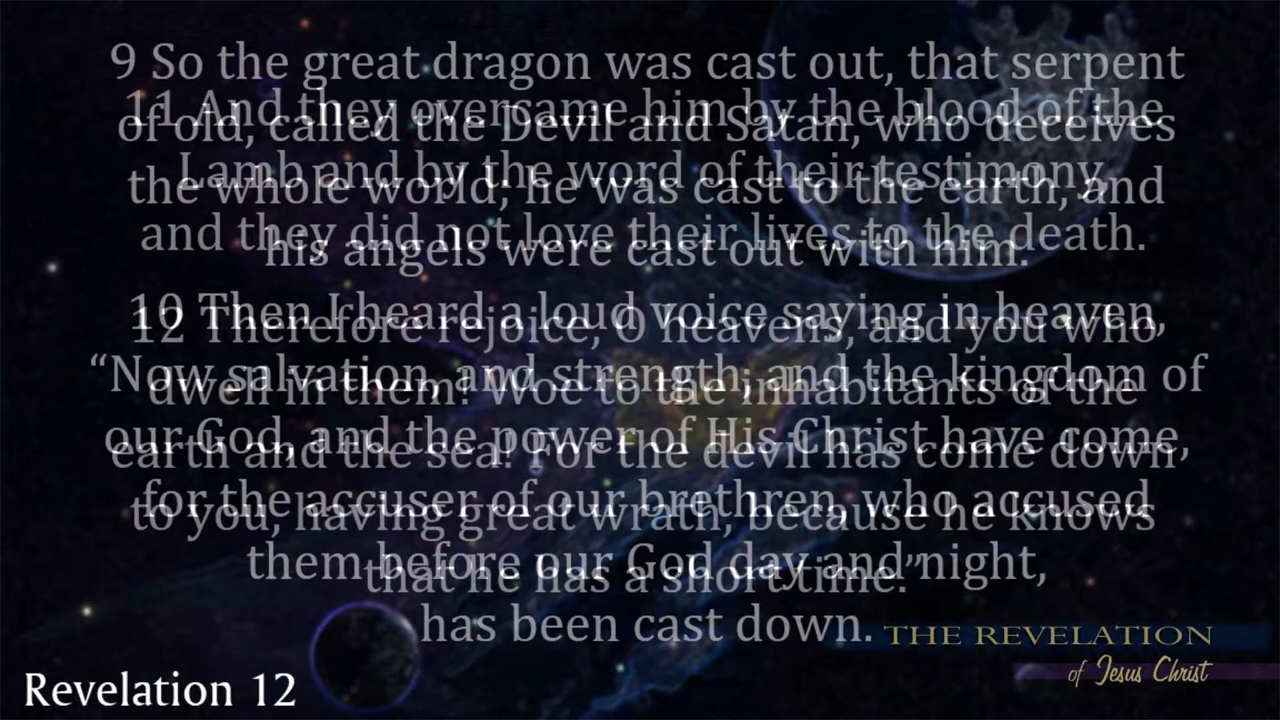 9 So the great dragon was cast out, that serpent
of old, called the Devil and Satan, who deceives
the whole world; he was cast to the earth, and
his angels were cast out with him.
10 Then I heard a loud voice saying in heaven,
“Now salvation, and strength, and the kingdom of
our God, and the power of His Christ have come,
for the accuser of our brethren, who accused
them before our God day and night,
has been cast down.
11 And they overcame him by the blood of the
Lamb and by the word of their testimony,
and they did not love their lives to the death.
12 Therefore rejoice, O heavens, and you who
dwell in them! Woe to the inhabitants of the
earth and the sea! For the devil has come down
to you, having great wrath, because he knows
that he has a short time.”
THE REVELATION
of Jesus Christ
Revelation 12